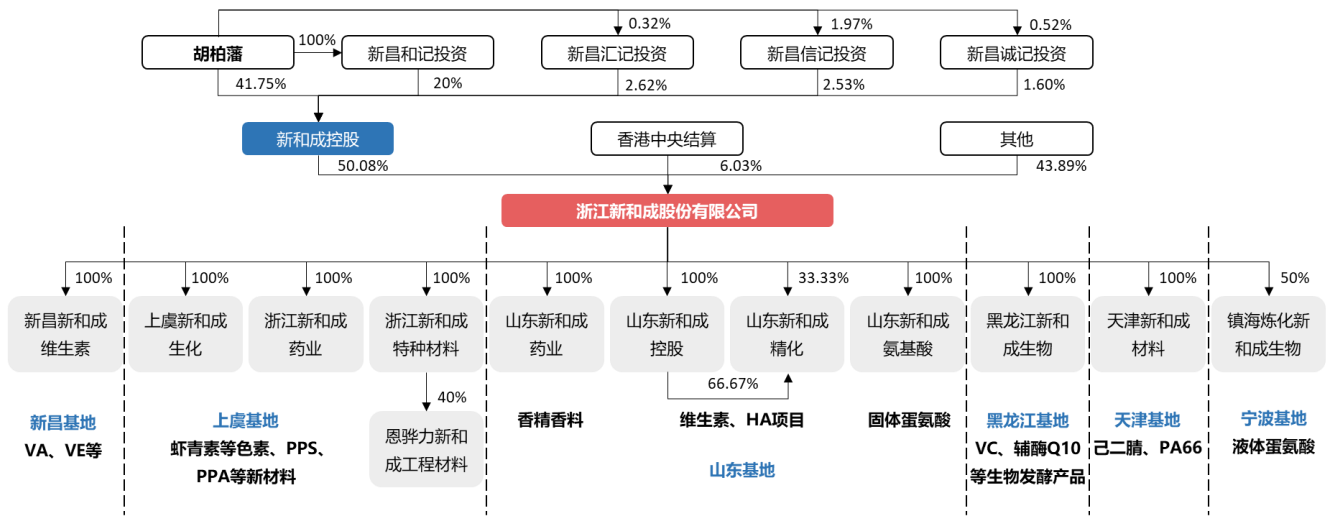 0.32%
1.97%
0.52%
胡柏藩
100%
新昌和记投资
新昌汇记投资
新昌信记投资
新昌诚记投资
41.75%
20%
2.62%
2.53%
1.60%
新和成控股
香港中央结算
其他
50.08%
6.03%
43.89%
浙江新和成股份有限公司
100%
100%
100%
100%
100%
100%
33.33%
100%
100%
100%
50%
新昌新和成
维生素
上虞新和成
生化
浙江新和成
药业
浙江新和成
特种材料
山东新和成
药业
山东新和成
控股
山东新和成
精化
山东新和成
氨基酸
黑龙江新和
成生物
天津新和成
材料
镇海炼化新
和成生物
40%
66.67%
恩骅力新和
成工程材料
新昌基地
VA、VE等
上虞基地
虾青素等色素、PPS、
PPA等新材料
香精香料
维生素、HA项目
固体蛋氨酸
山东基地
黑龙江基地
VC、辅酶Q10
等生物发酵产品
天津基地
己二腈、PA66
宁波基地
液体蛋氨酸